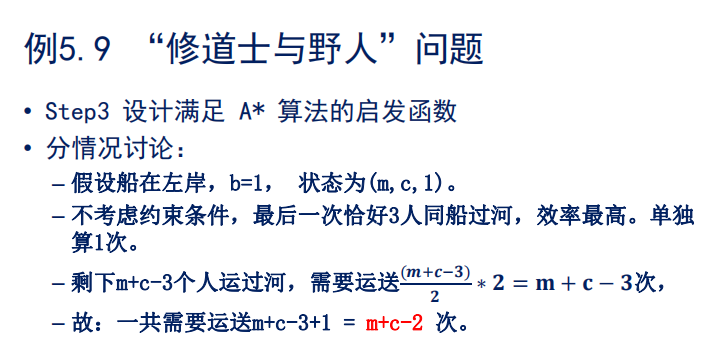 例5.9 “修道士与野人”问题
• Step3 设计满足 A* 算法的启发函数
• 分情况讨论：
– 假设船在左岸，b=1， 状态为(m,c,1)。
– 不考虑约束条件，最后一次恰好3人同船过河，效率最高。单独
算1次。
– 剩下m+c-3个人运过河，需要运送(m+c−3)/2 * 2 = m + c − 3次，
– 故：一共需要运送m+c-3+1 = m+c-2 次。